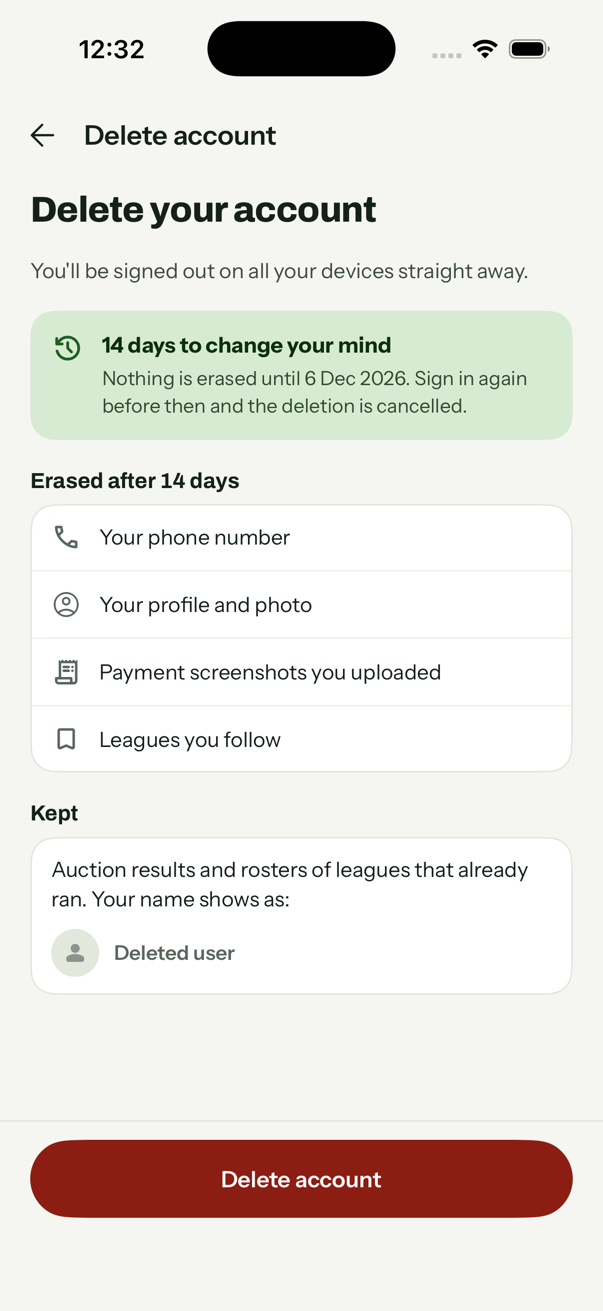 12:32
Delete account
Delete your account
You'll be signed out on all your devices straight away.
14 days to change your mind
Nothing is erased until 6 Dec 2026. Sign in again
before then and the deletion is cancelled.
Erased after 14 days
Your phone number
Your profile and photo
Payment screenshots you uploaded
Leagues you follow
Kept
Auction results and rosters of leagues that already
ran. Your name shows as:
Deleted user
Delete account